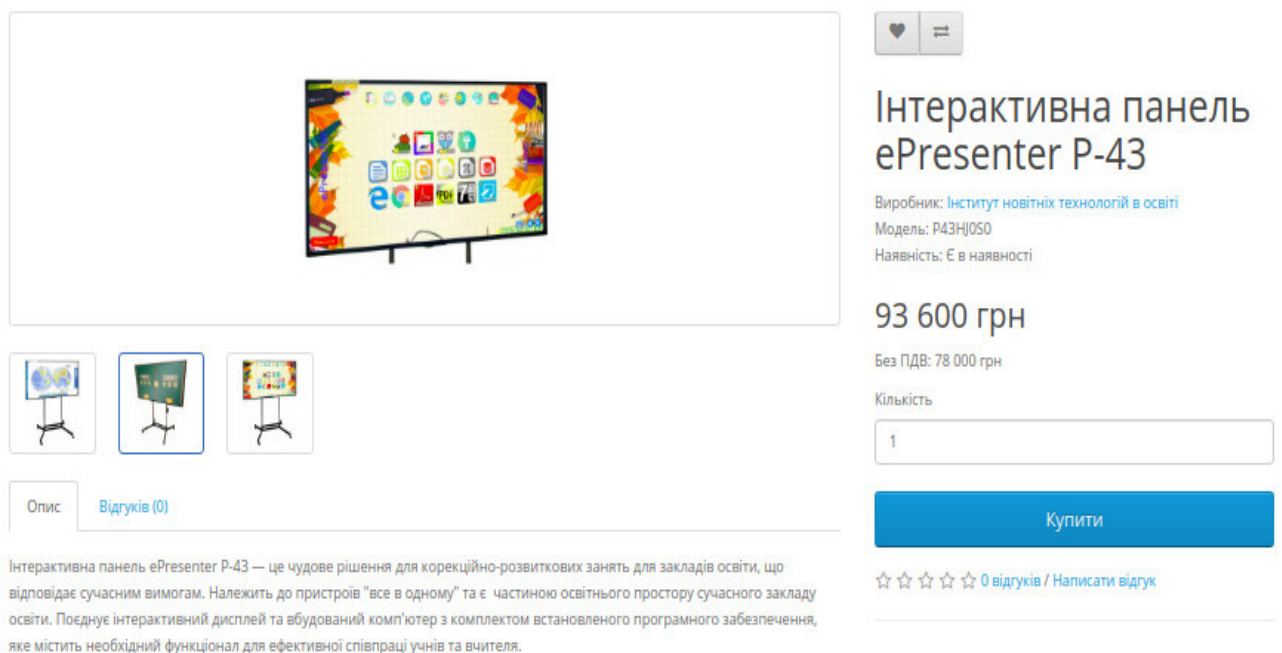 Інтерактивна панель
ePresenter P-43
Виробник: Інститут новітніх технологій в освіті
Модель: P43HJ0S0
Наявність: Є в наявності
93 600 грн
Без ПДВ: 78 000 грн
Кількість
1
Купити
0 відгуків / Написати відгук
Опис
Відгуків (0)
Інтерактивна панель ePresenter P-43 — це чудове рішення для корекційно-розвиткових занять для закладів освіти, що
відповідає сучасним вимогам. Належить до пристроїв "все в одному" та є частиною освітнього простору сучасного закладу
освіти. Поєднує інтерактивний дисплей та вбудований комп'ютер з комплектом встановленого програмного забезпечення,
яке містить необхідний функціонал для ефективної співпраці учнів та вчителя.